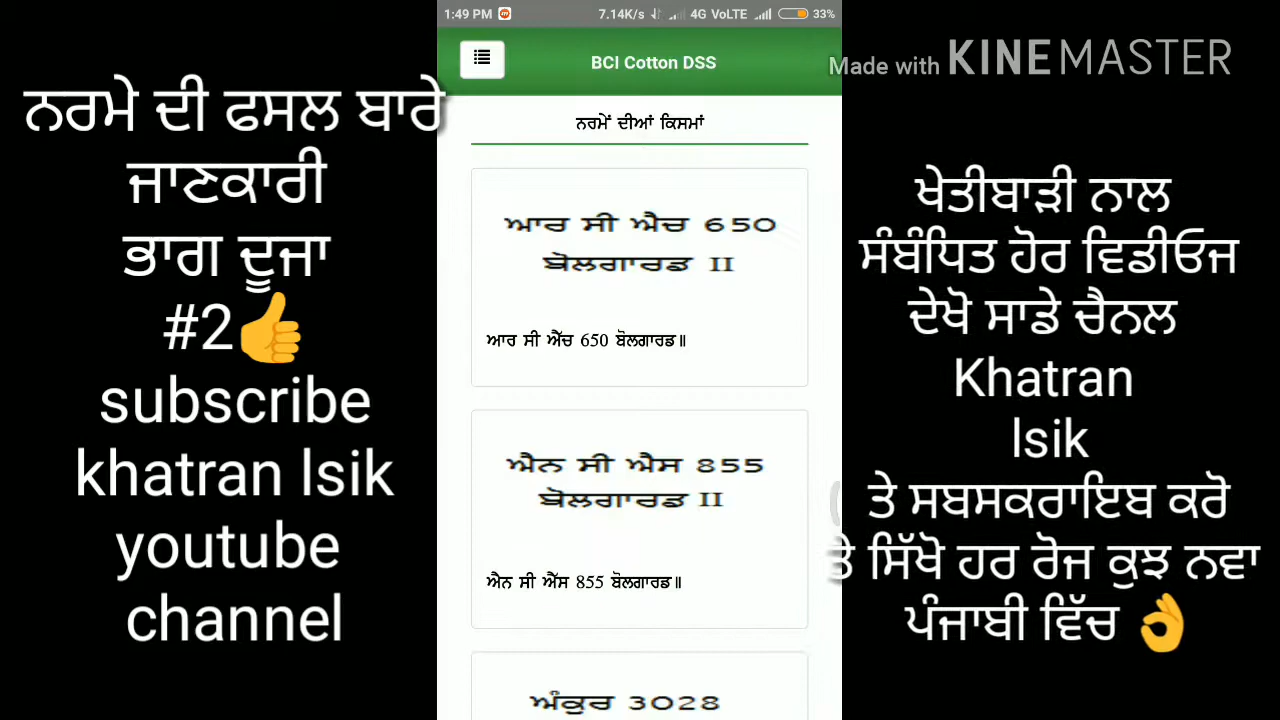 ਨਰਮੇ ਦੀ ਫਸਲ ਬਾਰੇ
ਜਾਣਕਾਰੀ
ਭਾਗ ਦੂਜਾ
#2👍
subscribe
khatran lsik
youtube
channel
1:49 PM
7.14K/s
4G VoLTE
33%
BCI Cotton DSS
ਨਰਮੇਂ ਦੀਆਂ ਕਿਸਮਾਂ
ਆਰ ਸੀ ਐਚ 650
ਬੋਲਗਾਰਡ II
ਆਰ ਸੀ ਐੱਚ 650 ਬੋਲਗਾਰਡ॥
ਐਨ ਸੀ ਐਸ 855
ਬੋਲਗਾਰਡ II
ਐਨ ਸੀ ਐੱਸ 855 ਬੋਲਗਾਰਡ॥
ਅੰਕੁਰ 3028
Made with KINEMASTER
ਖੇਤੀਬਾੜੀ ਨਾਲ
ਸੰਬੰਧਿਤ ਹੋਰ ਵਿਡੀਓਜ
ਦੇਖੋ ਸਾਡੇ ਚੈਨਲ
Khatran
lsik
ਤੇ ਸਬਸਕਰਾਇਬ ਕਰੋ
ਤੇ ਸਿੱਖੋ ਹਰ ਰੋਜ ਕੁਝ ਨਵਾ
ਪੰਜਾਬੀ ਵਿੱਚ 👌